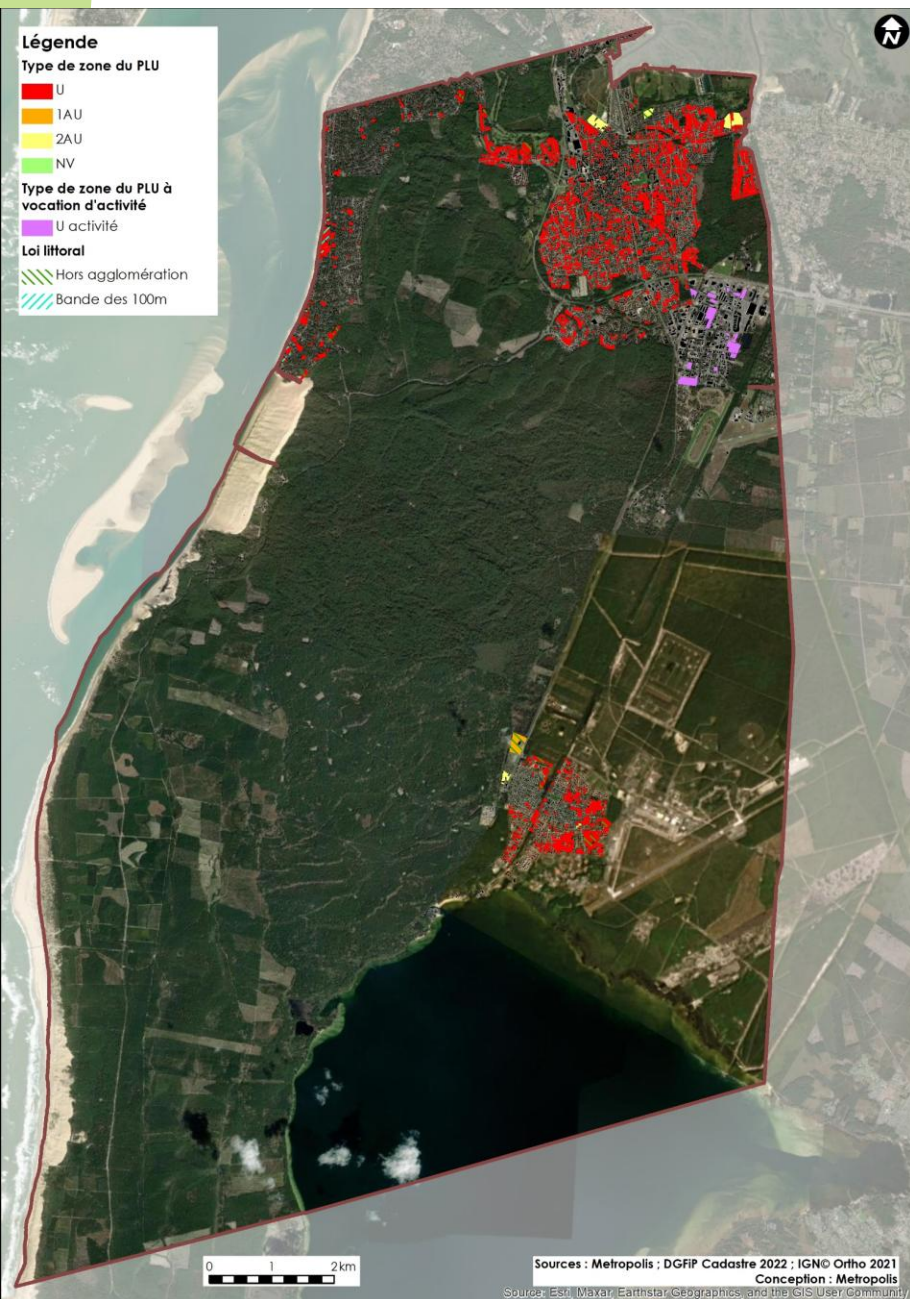 N
Légende
Type de zone du PLU
U
1AU
2AU
NV
Type de zone du PLU à
vocation d'activité
U activité
Loi littoral
Hors agglomération
Bande des 100m
0 1 2km
Sources : Metropolis ; DGFiP Cadastre 2022 ; IGN© Ortho 2021
Conception : Metropolis
Source: Esri, Maxar, Earthstar Geographics, and the GIS User Community